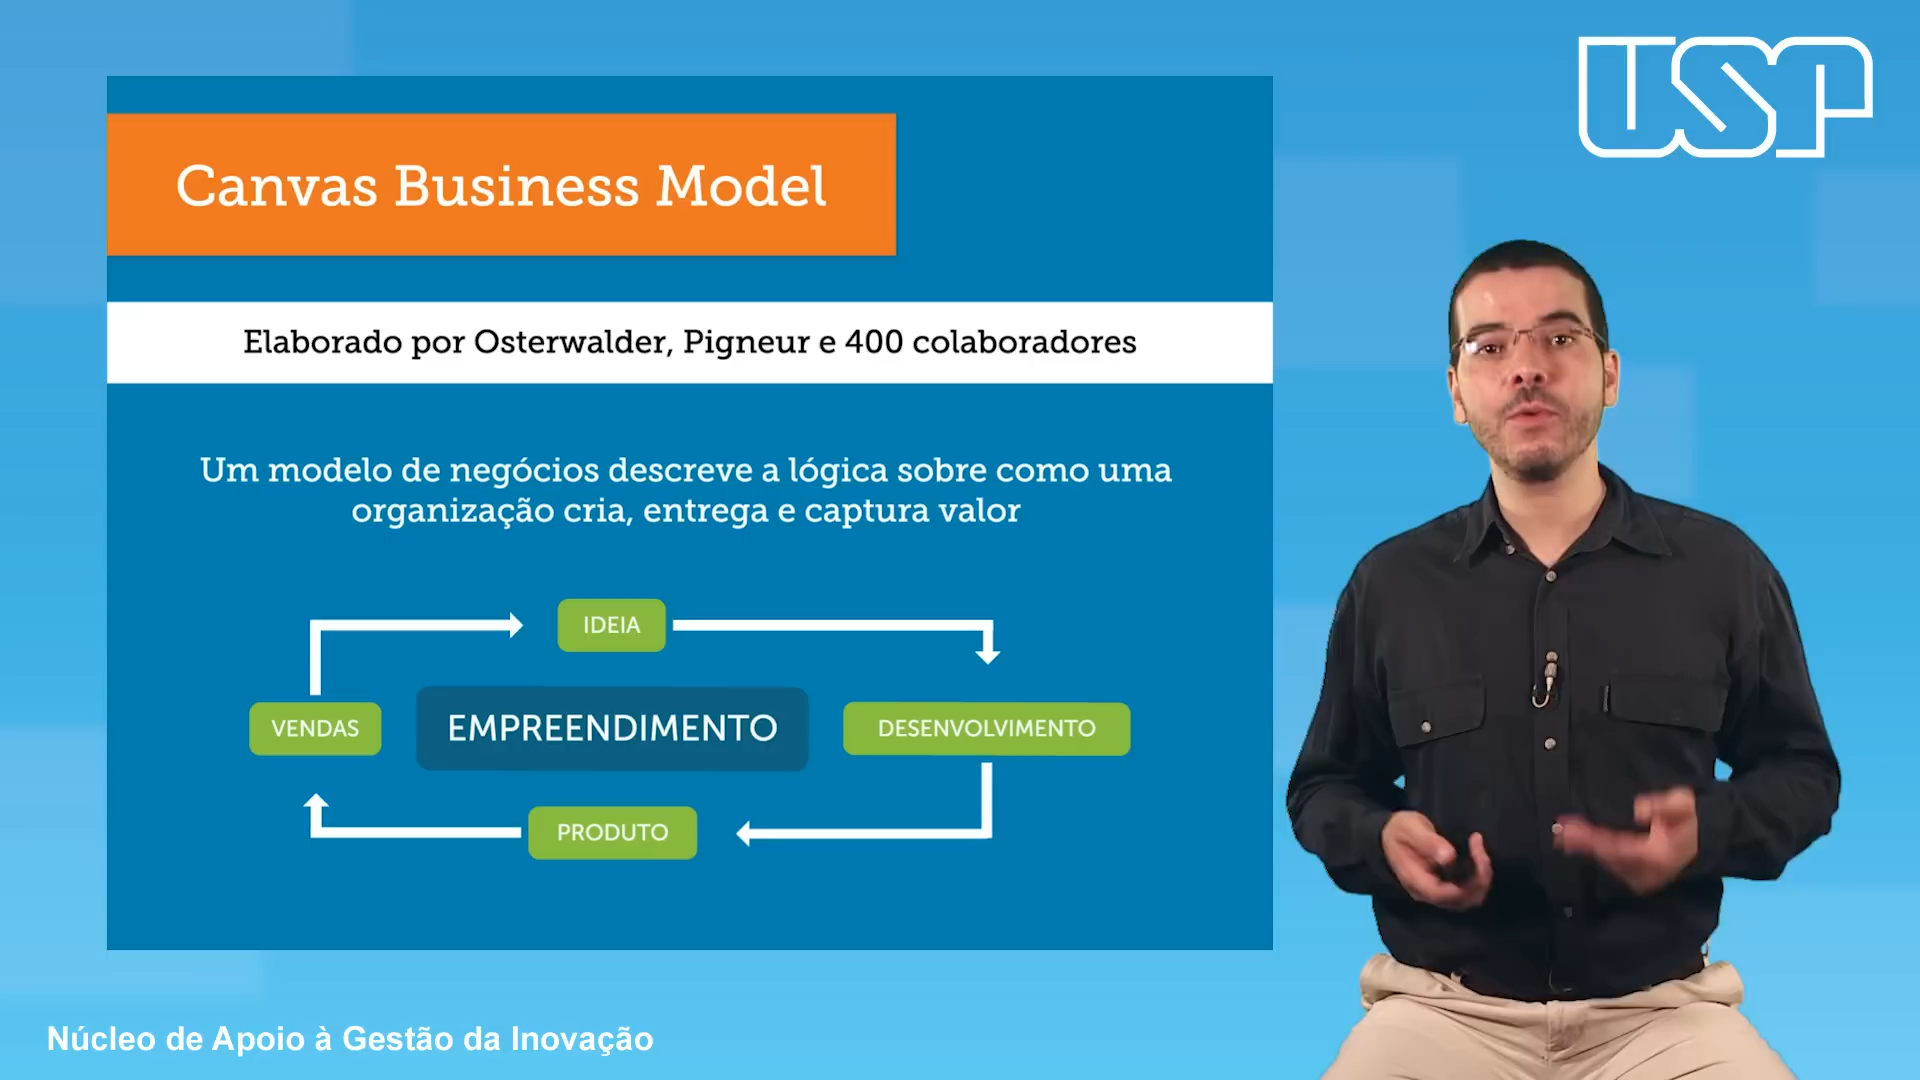 USP
Canvas Business Model
Elaborado por Osterwalder, Pigneur e 400 colaboradores
Um modelo de negócios descreve a lógica sobre como uma
organização cria, entrega e captura valor
IDEIA
VENDAS
EMPREENDIMENTO
DESENVOLVIMENTO
PRODUTO
Núcleo de Apoio à Gestão da Inovação